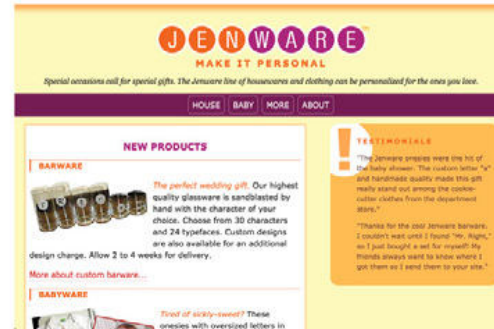 JENWARE™
MAKE IT PERSONAL
Special occasions call for special gifts. The Jenware line of housewares and clothing can be personalized for the ones you love.
HOUSE BABY MORE ABOUT
NEW PRODUCTS
BARWARE
The perfect wedding gift. Our highest
quality glassware is sandblasted by
hand with the character of your
choice. Choose from 30 characters
and 24 typefaces. Custom designs
are also available for an additional
design charge. Allow 2 to 4 weeks for delivery.
More about custom barware...
BABYWARE
Tired of sickly-sweet? These
onesies with oversized letters in
!
TESTIMONIALS
"The Jenware onesies were the hit of
the baby shower. The custom letter "e"
and handmade quality made this gift
really stand out among the cookie-
cutter clothes from the department
store."
"Thanks for the cool Jenware barware.
I couldn't wait until I found "Mr. Right,"
so I just bought a set for myself! My
friends always want to know where I
got them so I send them to your site."